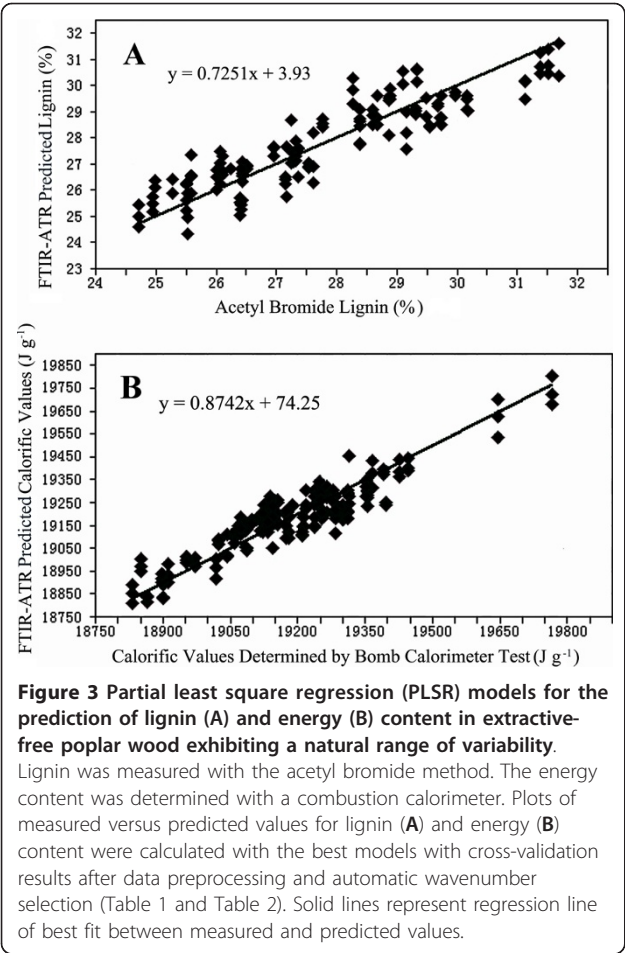 A
y = 0.7251x + 3.93
FTIR-ATR Predicted Lignin (%)
32
31
30
29
28
27
26
25
24
23
24 25 26 27 28 29 30 31 32
Acetyl Bromide Lignin (%)
B
y = 0.8742x + 74.25
FTIR-ATR Predicted Calorific Values (J g⁻¹)
19850
19750
19650
19550
19450
19350
19250
19150
19050
18950
18850
18750
18750 18900 19050 19200 19350 19500 19650 19800
Calorific Values Determined by Bomb Calorimeter Test (J g⁻¹)
Figure 3 Partial least square regression (PLSR) models for the
prediction of lignin (A) and energy (B) content in extractive-
free poplar wood exhibiting a natural range of variability.
Lignin was measured with the acetyl bromide method. The energy
content was determined with a combustion calorimeter. Plots of
measured versus predicted values for lignin (A) and energy (B)
content were calculated with the best models with cross-validation
results after data preprocessing and automatic wavenumber
selection (Table 1 and Table 2). Solid lines represent regression line
of best fit between measured and predicted values.